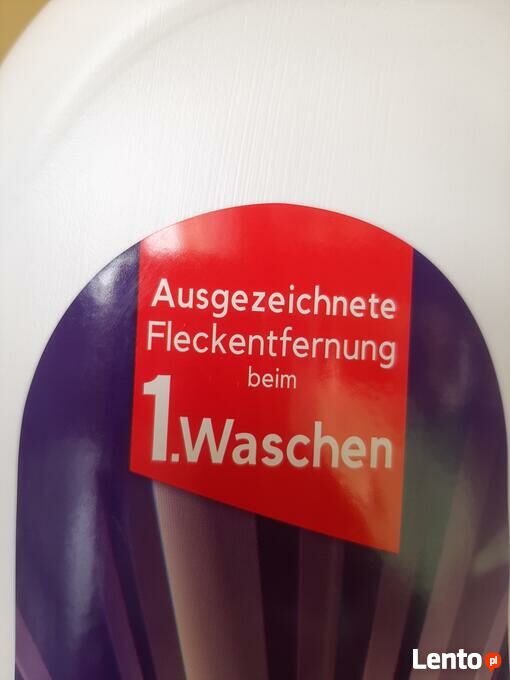 Ausgezeichnete
Fleckentfernung
beim
1.Waschen
Lento.pl